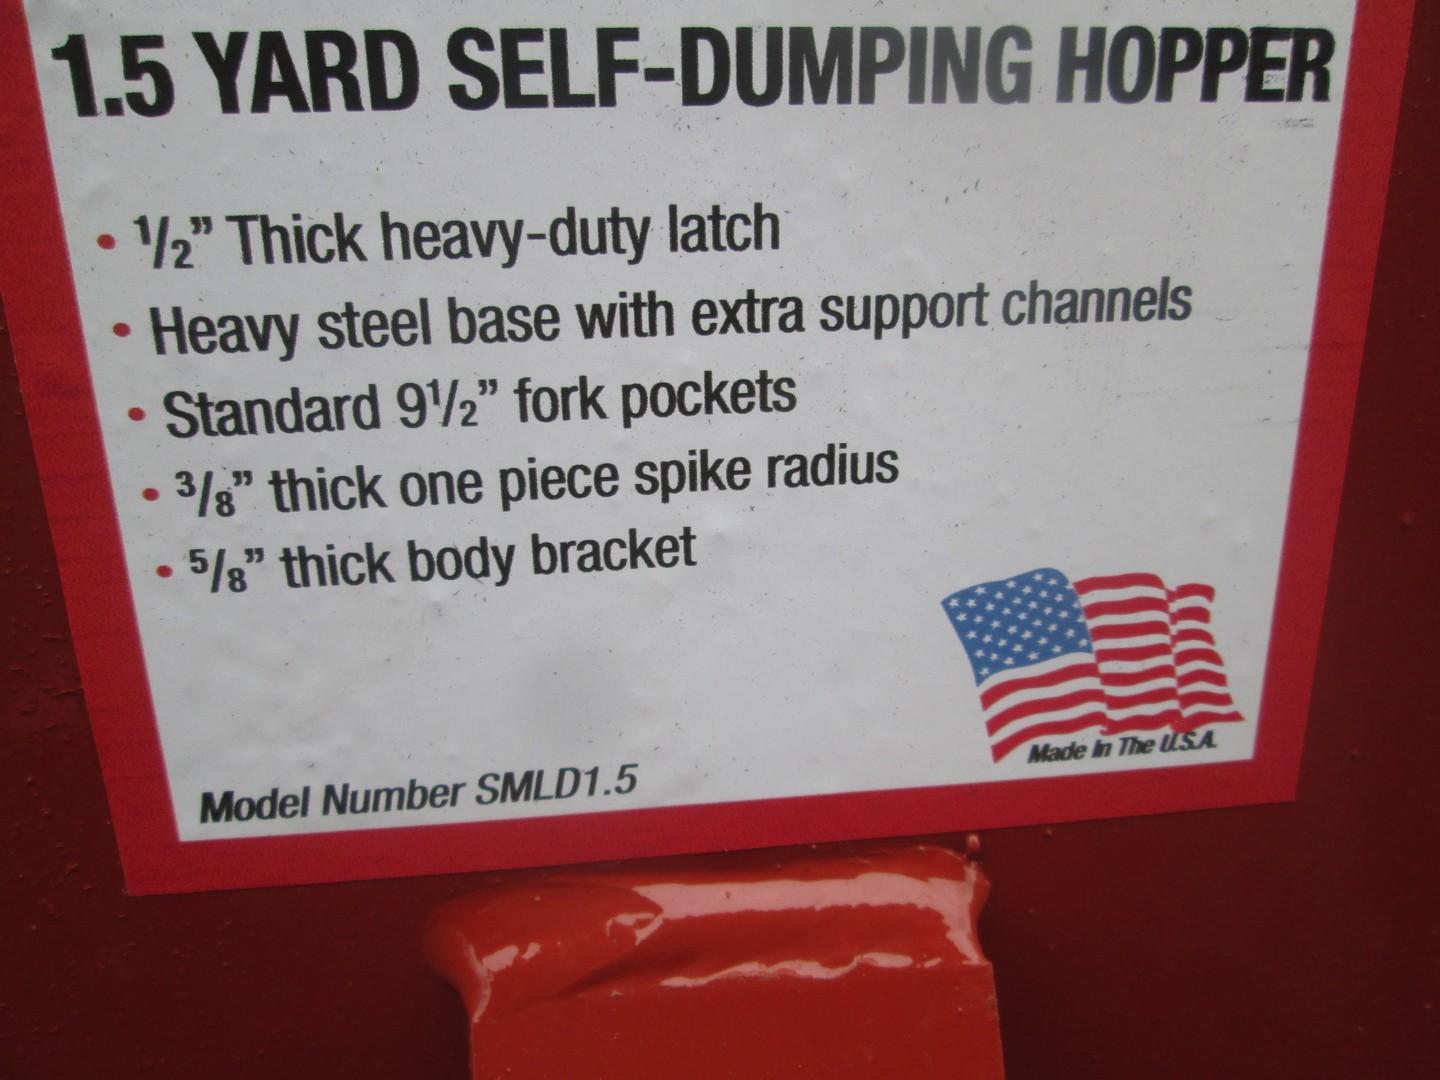 1.5 YARD SELF-DUMPING HOPPER
• ½” Thick heavy-duty latch
• Heavy steel base with extra support channels
• Standard 9½” fork pockets
• ⅜” thick one piece spike radius
• ⅝” thick body bracket
Made In The U.S.A.
Model Number SMLD1.5